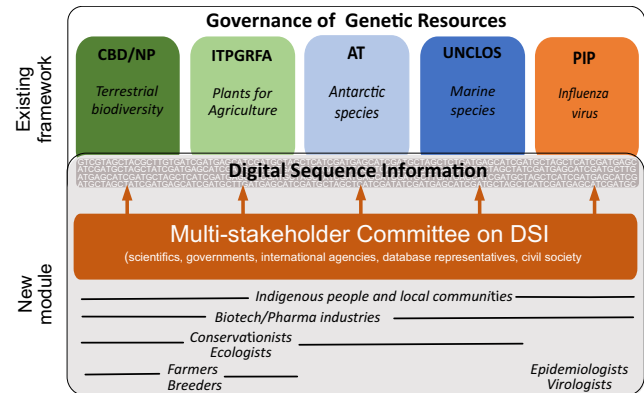 Governance of Genetic Resources
Existing framework
CBD/NP
Terrestrial
biodiversity
ITPGRFA
Plants for
Agriculture
AT
Antarctic
species
UNCLOS
Marine
species
PIP
Influenza
virus
Digital Sequence Information
New module
Multi-stakeholder Committee on DSI
(scientifics, governments, international agencies, database representatives, civil society
Indigenous people and local communities
Biotech/Pharma industries
Conservationists
Ecologists
Farmers
Breeders
Epidemiologists
Virologists